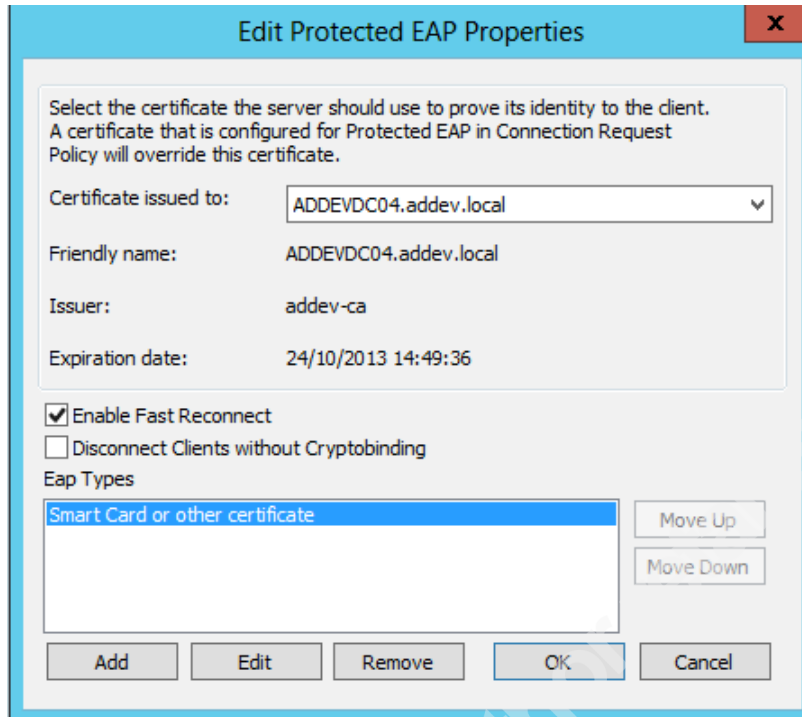 Edit Protected EAP Properties
x
Select the certificate the server should use to prove its identity to the client.
A certificate that is configured for Protected EAP in Connection Request
Policy will override this certificate.
Certificate issued to:
ADDEVDC04.addev.local
Friendly name:
ADDEVDC04.addev.local
Issuer:
addev-ca
Expiration date:
24/10/2013 14:49:36
Enable Fast Reconnect
Disconnect Clients without Cryptobinding
Eap Types
Smart Card or other certificate
Move Up
Move Down
Add
Edit
Remove
OK
Cancel